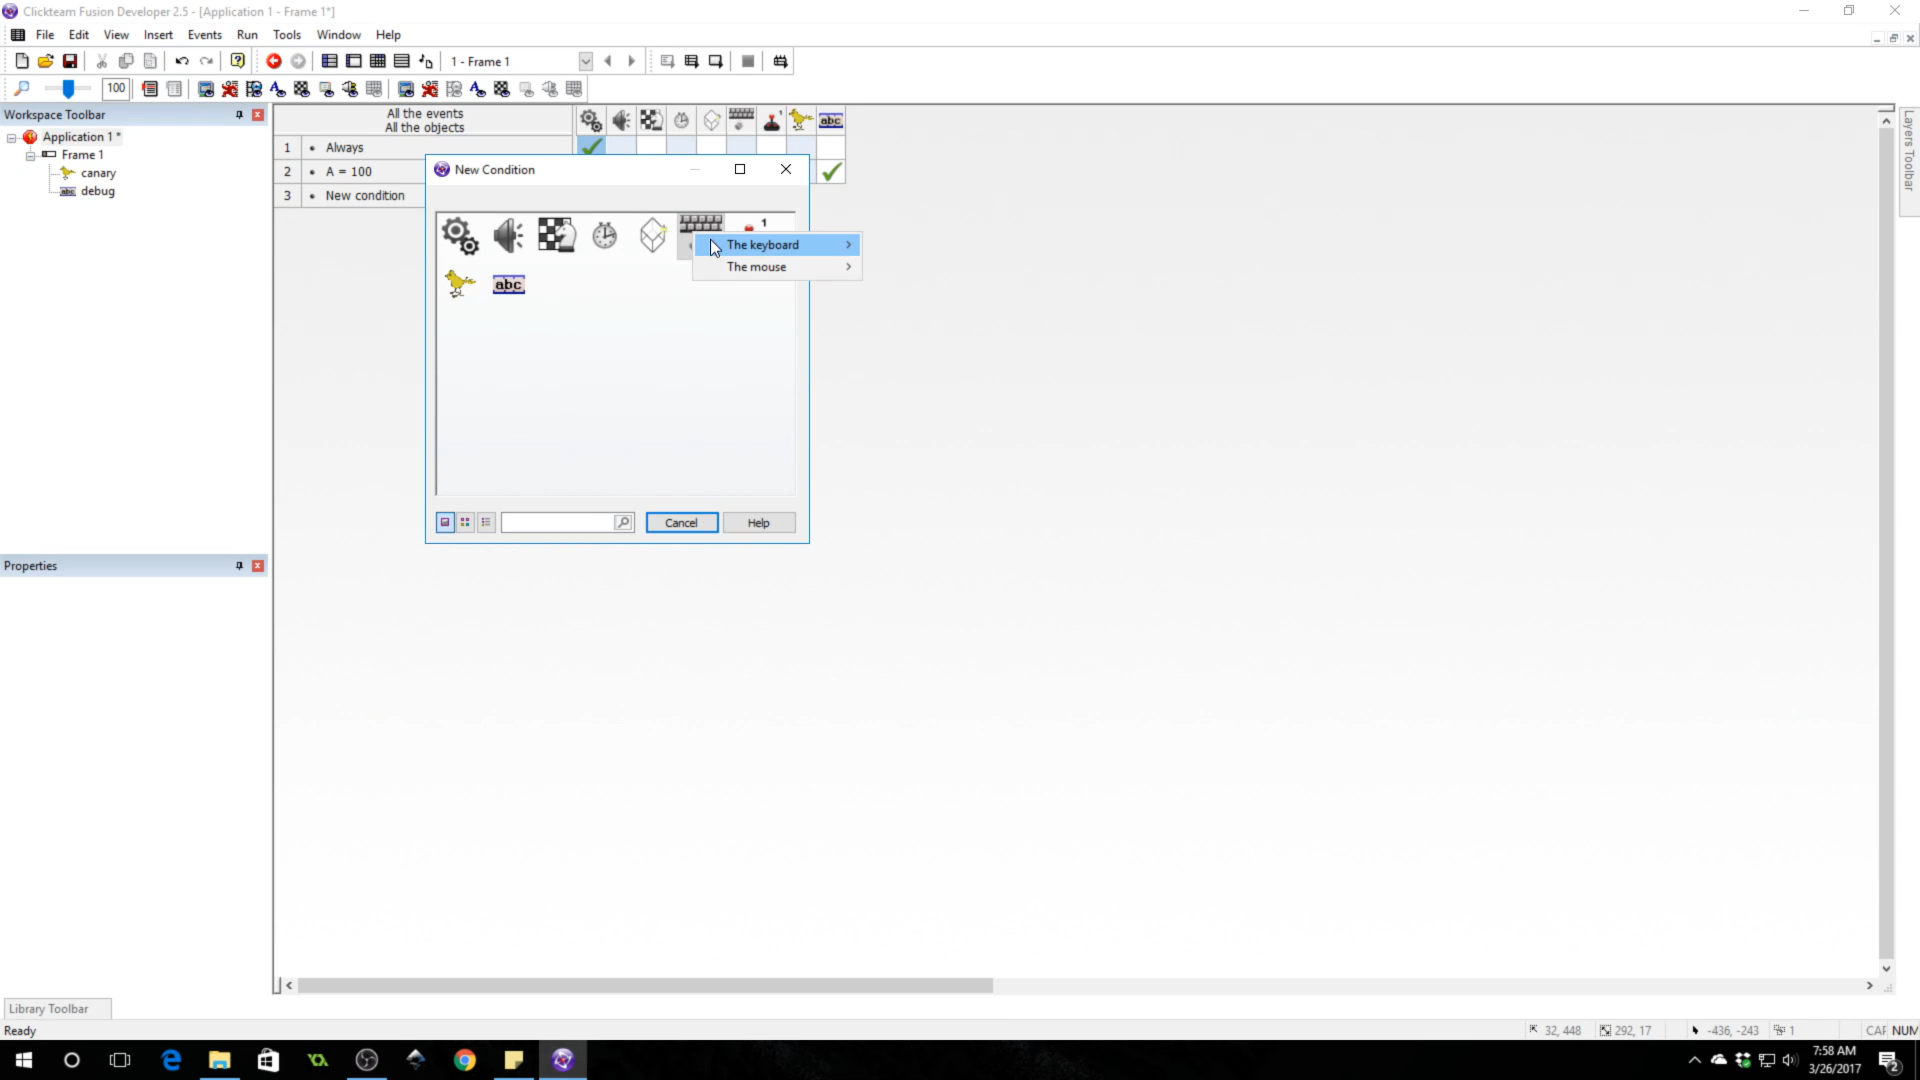 Clickteam Fusion Developer 2.5 - [Application 1 - Frame 1*]
File Edit View Insert Events Run Tools Window Help
1 - Frame 1
100
Workspace Toolbar
Application 1 *
Frame 1
canary
debug
All the events
All the objects
abc
1 • Always
2 • A = 100
3 • New condition
New Condition
1
The keyboard
The mouse
abc
Cancel Help
Layers Toolbar
Properties
Library Toolbar
Ready
32, 448 292, 17 -436, -243 1 CAP NUM
7:58 AM
3/26/2017
2